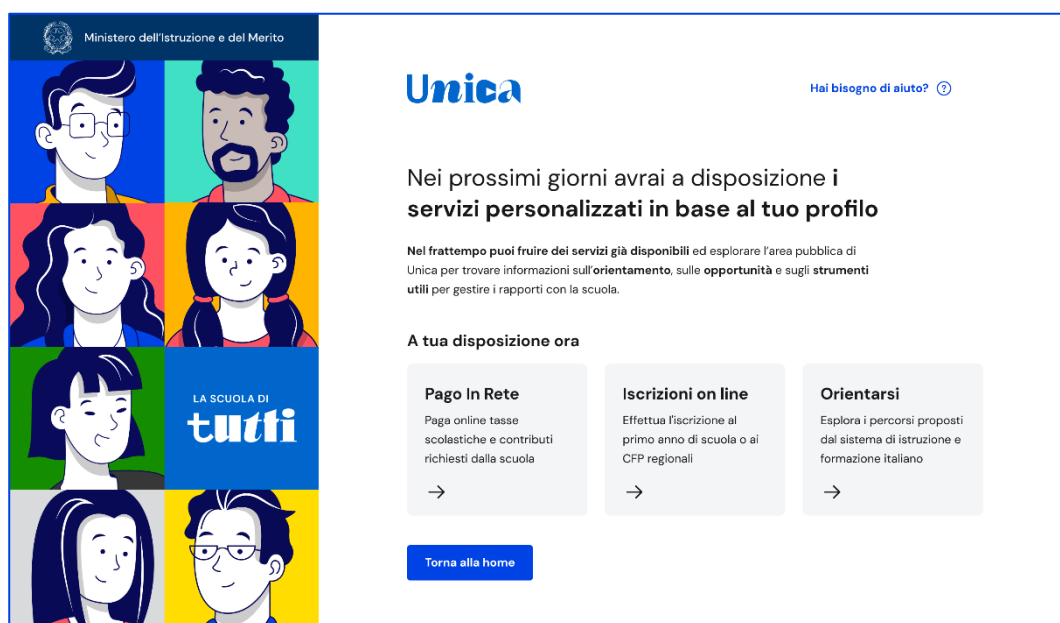 Ministero dell'Istruzione e del Merito
Unica
Hai bisogno di aiuto? ?
Nei prossimi giorni avrai a disposizione i
servizi personalizzati in base al tuo profilo
Nel frattempo puoi fruire dei servizi già disponibili ed esplorare l'area pubblica di
Unica per trovare informazioni sull'orientamento, sulle opportunità e sugli strumenti
utili per gestire i rapporti con la scuola.
A tua disposizione ora
Pago In Rete
Paga online tasse
scolastiche e contributi
richiesti dalla scuola
Iscrizioni on line
Effettua l'iscrizione al
primo anno di scuola o ai
CFP regionali
Orientarsi
Esplora i percorsi proposti
dal sistema di istruzione e
formazione italiano
LA SCUOLA DI
tutti
Torna alla home